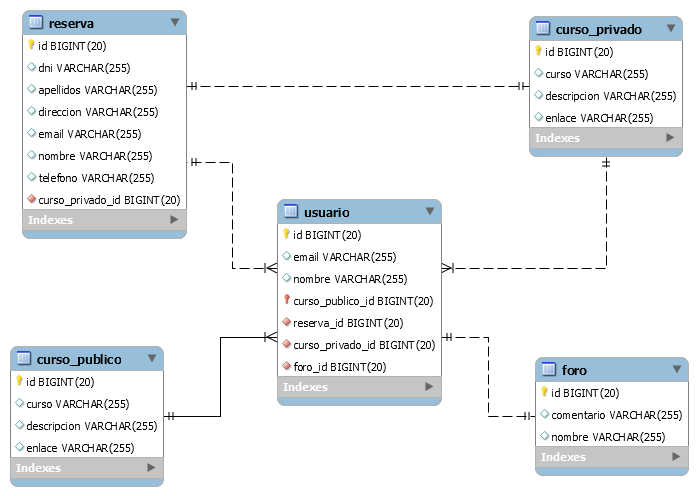 reserva
id BIGINT(20)
dni VARCHAR(255)
apellidos VARCHAR(255)
direccion VARCHAR(255)
email VARCHAR(255)
nombre VARCHAR(255)
telefono VARCHAR(255)
curso_privado_id BIGINT(20)
Indexes
curso_privado
id BIGINT(20)
curso VARCHAR(255)
descripcion VARCHAR(255)
enlace VARCHAR(255)
Indexes
usuario
id BIGINT(20)
email VARCHAR(255)
nombre VARCHAR(255)
curso_publico_id BIGINT(20)
reserva_id BIGINT(20)
curso_privado_id BIGINT(20)
foro_id BIGINT(20)
Indexes
curso_publico
id BIGINT(20)
curso VARCHAR(255)
descripcion VARCHAR(255)
enlace VARCHAR(255)
Indexes
foro
id BIGINT(20)
comentario VARCHAR(255)
nombre VARCHAR(255)
Indexes